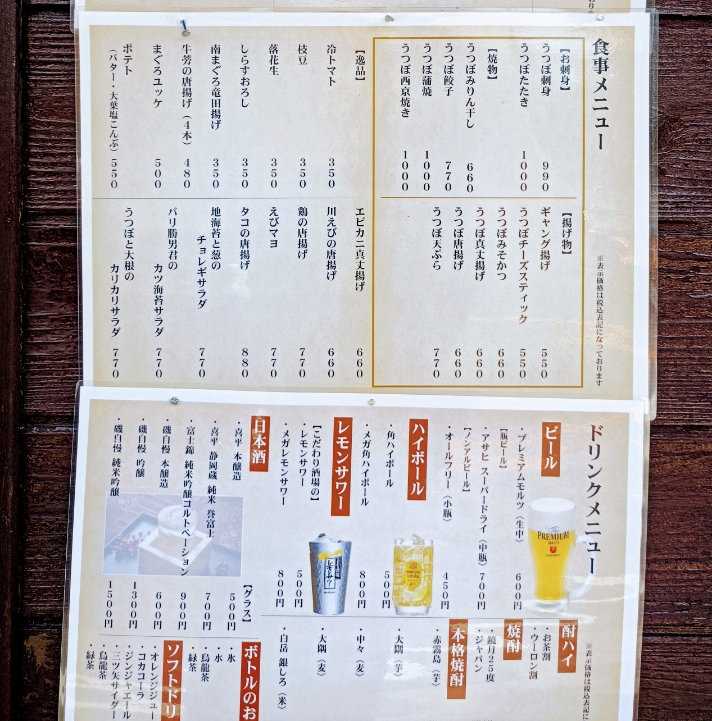 食事メニュー
※表示価格は税込表記になっております
【お刺身】
うつぼ刺身 990
うつぼたたき 1000
【焼物】
うつぼみりん干し 660
うつぼ餃子 770
うつぼ蒲焼 1000
うつぼ西京焼き 1000
【揚げ物】
ギャング揚げ 550
うつぼチーズスティック 550
うつぼみそかつ 660
うつぼ真丈揚げ 660
うつぼ唐揚げ 660
うつぼ天ぷら 770
【逸品】
冷トマト 350
枝豆 350
落花生 350
しらすおろし 350
南まぐろ竜田揚げ 350
牛蒡の唐揚げ(4本) 480
まぐろユッケ 500
ポテト
(バター・大葉塩こんぶ) 550
エビカニ真丈揚げ 660
川えびの唐揚げ 660
鶏の唐揚げ 770
えびマヨ 770
タコの唐揚げ 880
地海苔と葱の
チョレギサラダ 770
バリ勝男君の
カツ海苔サラダ 770
うつぼと大根の
カリカリサラダ 770
ドリンクメニュー
※表示価格は税込表記に
ビール
・プレミアムモルツ(生中) 600円
【瓶ビール】
・アサヒ スーパードライ(中瓶) 700円
【ノンアルビール】
・オールフリー(小瓶) 450円
ハイボール
・角ハイボール 500円
・メガ角ハイボール 800円
レモンサワー
【こだわり酒場の】
・レモンサワー 500円
・メガレモンサワー 800円
日本酒
【グラス】
・喜平 本醸造 500円
・喜平 静岡蔵 純米 誉富士 700円
・富士錦 純米吟醸コルトベーション 900円
・磯自慢 本醸造 600円
・磯自慢 吟醸 1300円
・磯自慢 純米吟醸 1500円
The PREMIUM MALT'S
酎ハイ
・お茶割
・ウーロン割
焼酎
・鏡月25度
・ジャパン
本格焼酎
・赤霧島(芋)
・大隅(芋)
・中々(麦)
・大隅(麦)
・白岳 銀しろ(米)
ボトルのお
・氷
・水
・烏龍茶
・緑茶
ソフトドリ
・オレンジジュー
・コカコーラ
・ジンジャエール
・三ツ矢サイダー
・烏龍茶
・緑茶